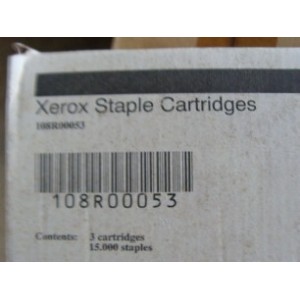 Xerox Staple Cartridges
108R00053
108R00053
Contents: 3 cartridges
15,000 staples